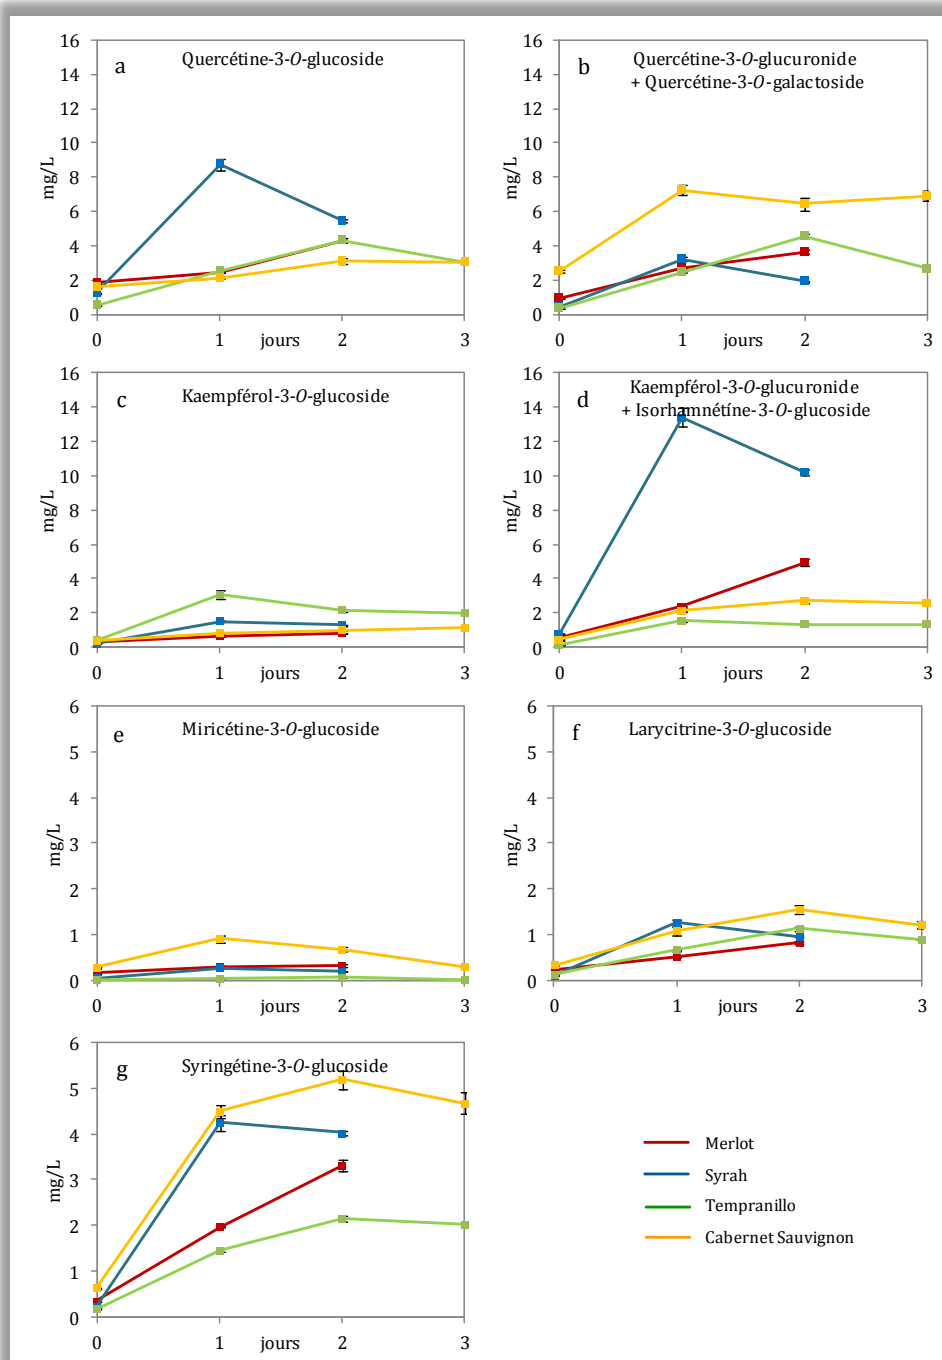 a
Quercétine-3-O-glucoside
16
14
12
10
8
6
4
2
0
mg/L
0 1 jours 2 3
b
Quercétine-3-O-glucuronide
+ Quercétine-3-O-galactoside
16
14
12
10
8
6
4
2
0
mg/L
0 1 jours 2 3
c
Kaempférol-3-O-glucoside
16
14
12
10
8
6
4
2
0
mg/L
0 1 jours 2 3
d
Kaempférol-3-O-glucuronide
+ Isorhamnétíne-3-O-glucoside
16
14
12
10
8
6
4
2
0
mg/L
0 1 jours 2 3
e
Miricétine-3-O-glucoside
6
5
4
3
2
1
0
mg/L
0 1 jours 2 3
f
Larycitrine-3-O-glucoside
6
5
4
3
2
1
0
mg/L
0 1 jours 2 3
g
Syringétine-3-O-glucoside
6
5
4
3
2
1
0
mg/L
0 1 jours 2 3
Merlot
Syrah
Tempranillo
Cabernet Sauvignon